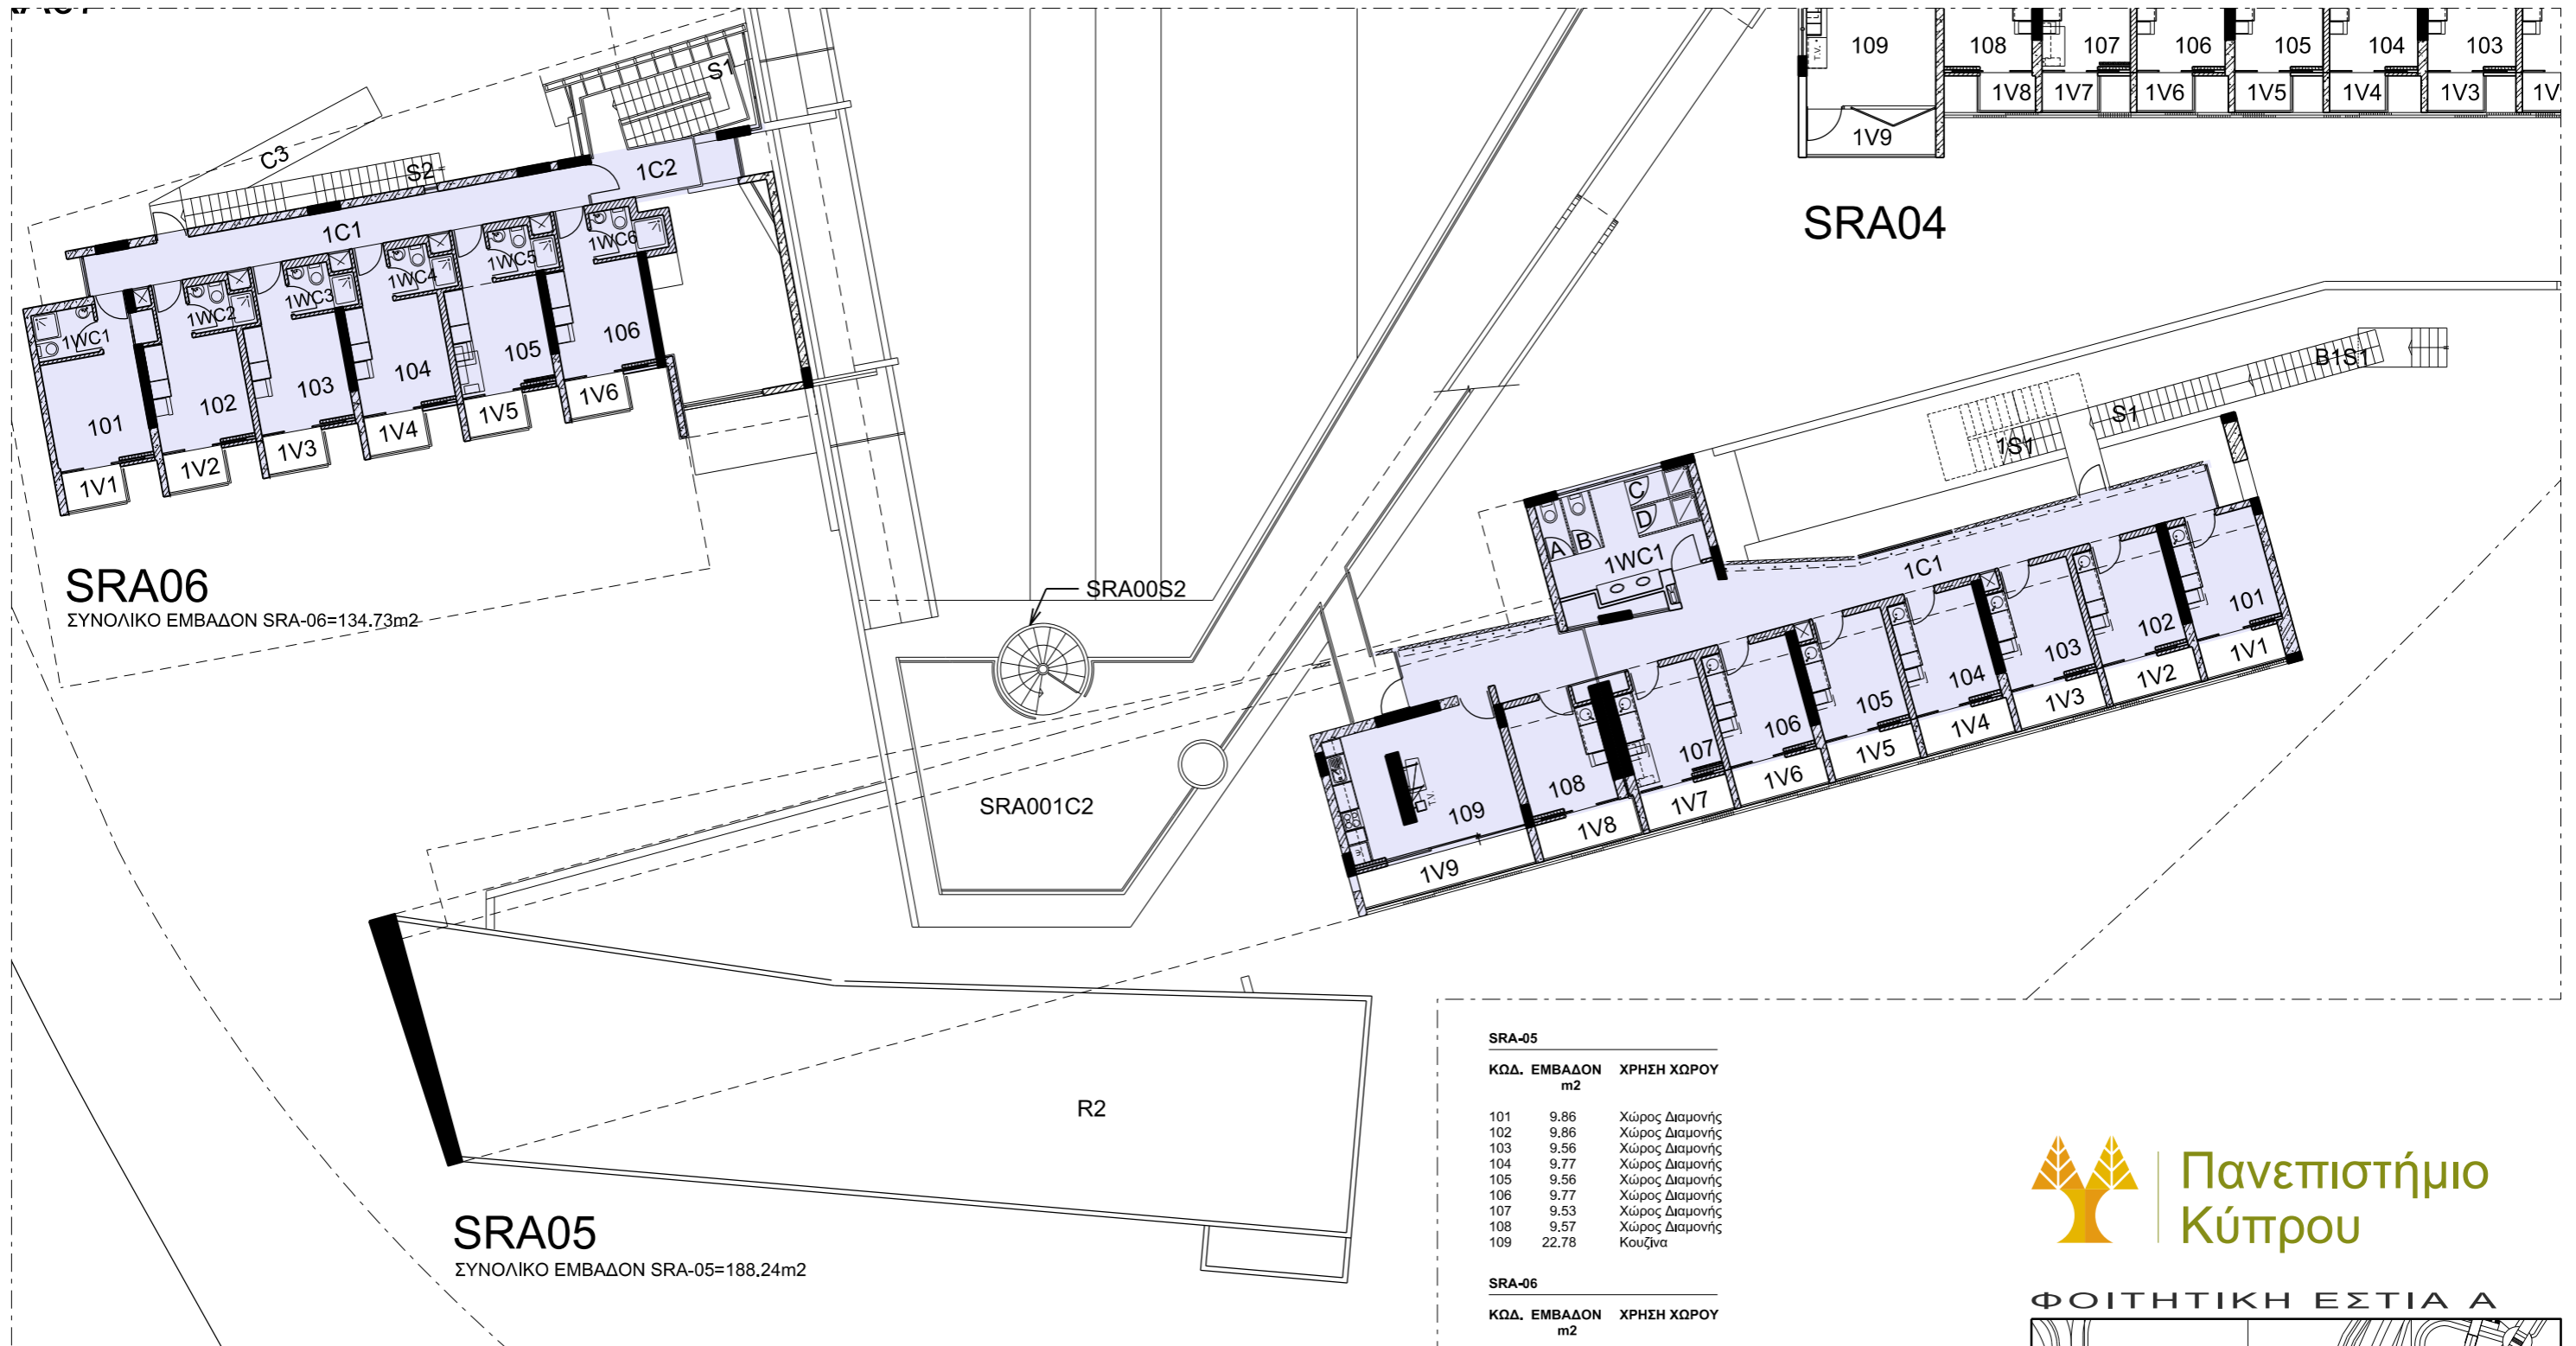 S1
C3
S2
1C2
1C1
1WC6
1WC5
1WC4
1WC3
1WC2
1WC1
106
105
104
103
102
101
1V6
1V5
1V4
1V3
1V2
1V1
SRA06
ΣΥΝΟΛΙΚΟ ΕΜΒΑΔΟΝ SRA-06=134.73m2
109
108
107
106
105
104
103
T.V.
1V8
1V7
1V6
1V5
1V4
1V3
1V
1V9
SRA04
B1S1
S1
1S1
C
D
A
B
1WC1
1C1
101
102
103
104
105
106
107
108
109
T.V.
1V1
1V2
1V3
1V4
1V5
1V6
1V7
1V8
1V9
SRA00S2
SRA001C2
R2
SRA05
ΣΥΝΟΛΙΚΟ ΕΜΒΑΔΟΝ SRA-05=188.24m2
SRA-05
ΚΩΔ. ΕΜΒΑΔΟΝ ΧΡΗΣΗ ΧΩΡΟΥ
m2
101 9.86 Χώρος Διαμονής
102 9.86 Χώρος Διαμονής
103 9.56 Χώρος Διαμονής
104 9.77 Χώρος Διαμονής
105 9.56 Χώρος Διαμονής
106 9.77 Χώρος Διαμονής
107 9.53 Χώρος Διαμονής
108 9.57 Χώρος Διαμονής
109 22.78 Κουζίνα
SRA-06
ΚΩΔ. ΕΜΒΑΔΟΝ ΧΡΗΣΗ ΧΩΡΟΥ
m2
Πανεπιστήμιο
Κύπρου
ΦΟΙΤΗΤΙΚΗ ΕΣΤΙΑ Α